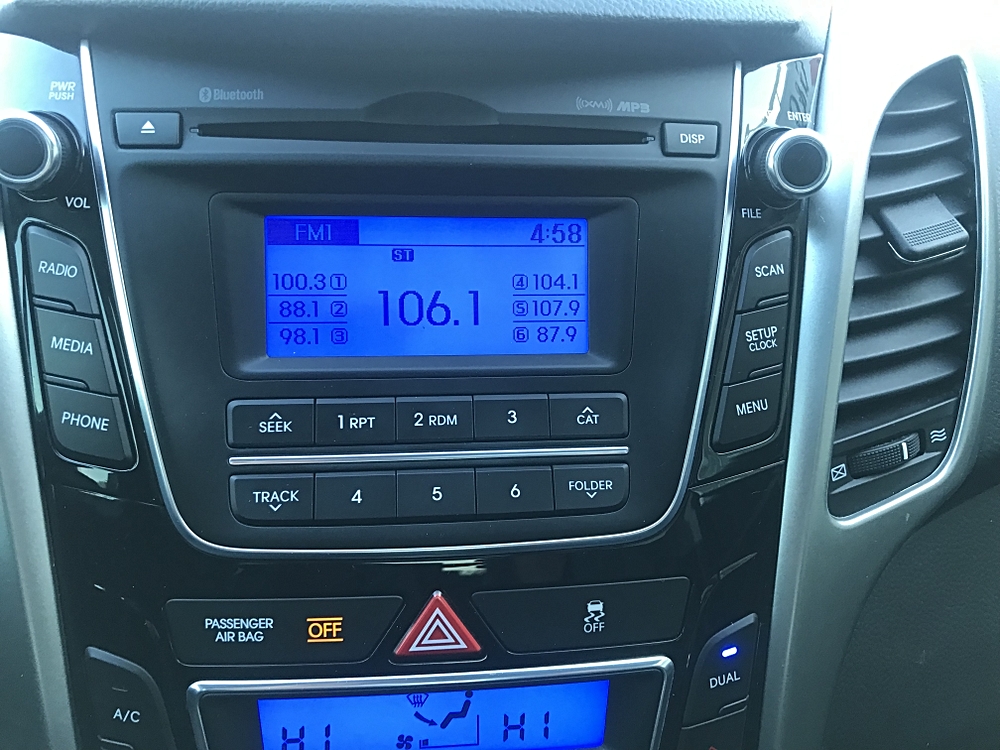 PWR
PUSH
Bluetooth
XM MP3
DISP
ENTER
VOL
FILE
RADIO
MEDIA
PHONE
FM1 4:58
ST
100.3 1
88.1 2
98.1 3
106.1
4 104.1
5 107.9
6 87.9
SCAN
SETUP
CLOCK
MENU
SEEK
1 RPT
2 RDM
3
CAT
TRACK
4
5
6
FOLDER
PASSENGER
AIR BAG
OFF
OFF
A/C
DUAL
HI HI